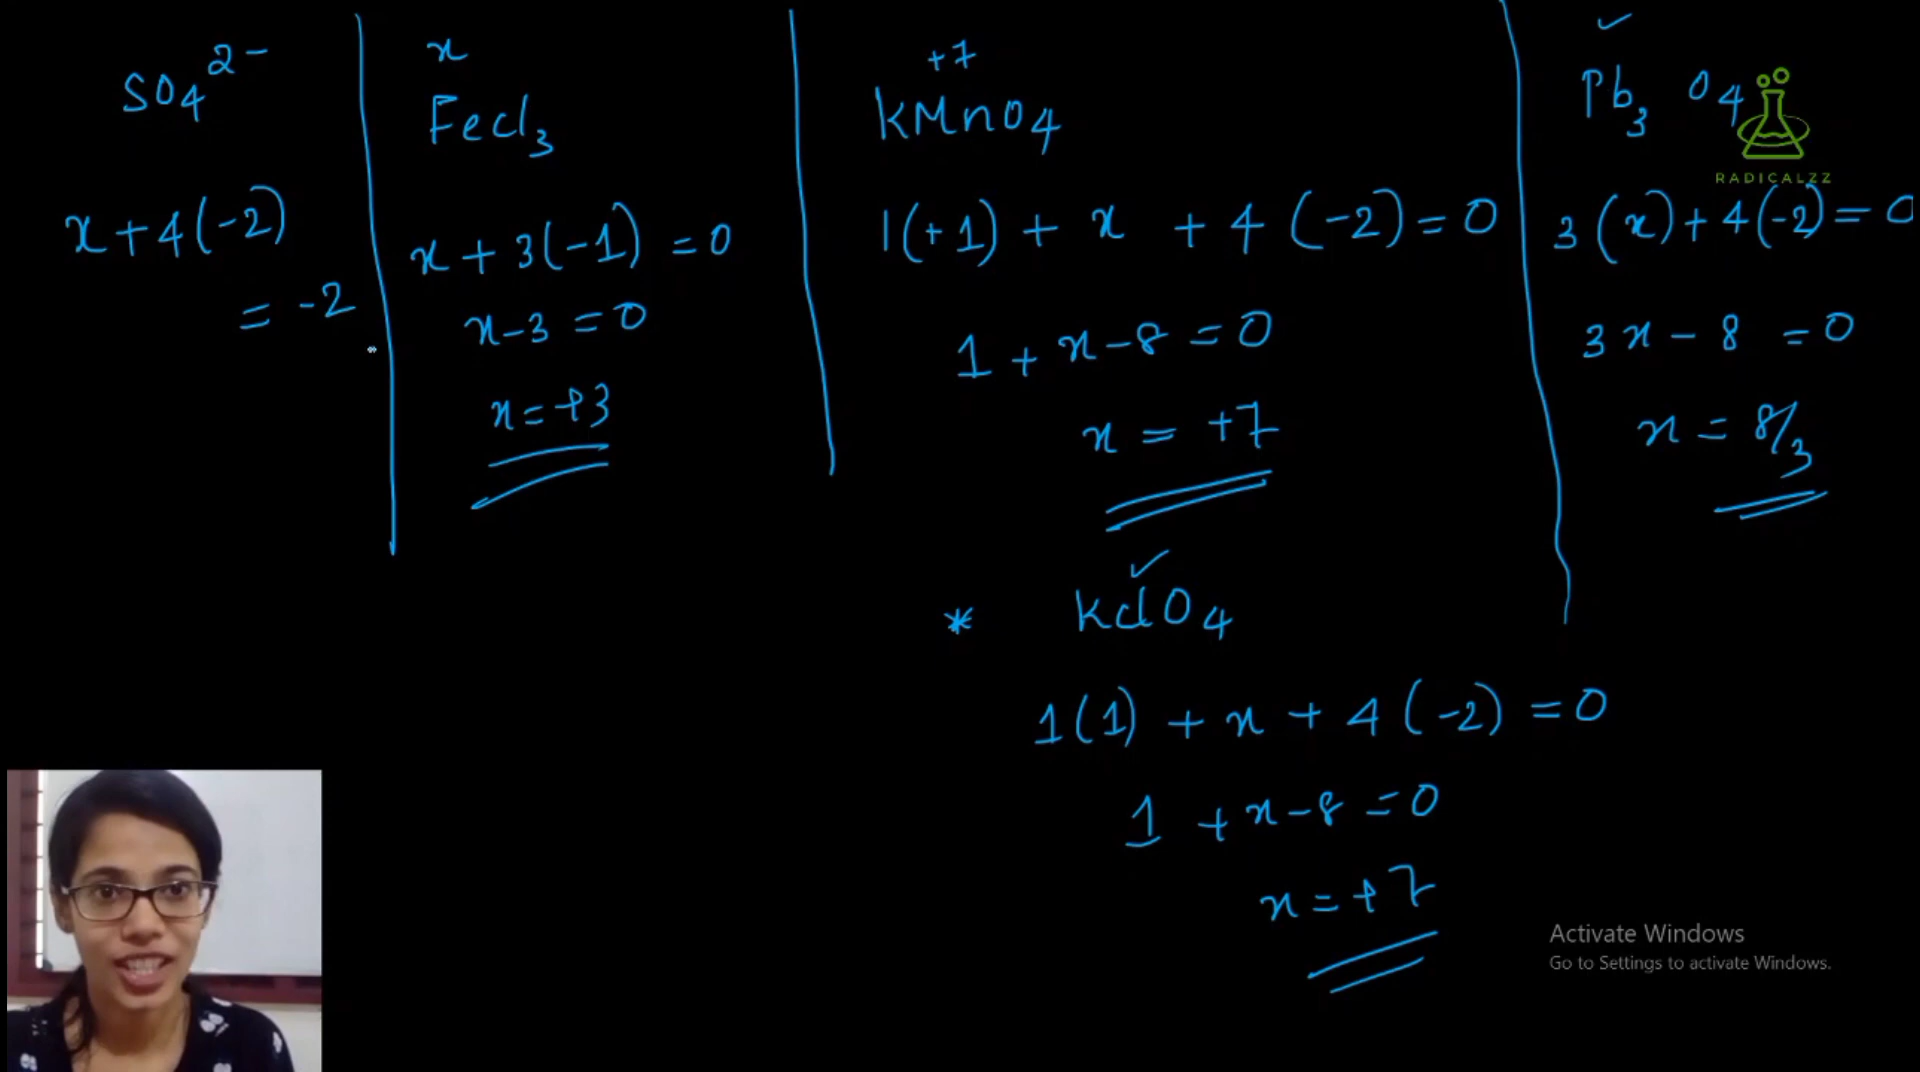 SO₄²⁻
x+4(-2)
= -2
x
FeCl₃
x+3(-1) =0
x-3 =0
x=+3
+7
KMnO4
1(+1) + x + 4 (-2)=0
1 + x-8 =0
x = +7
* KClO4
1(1) + x + 4 (-2) =0
1 + x-8 =0
x=+7
✓
Pb₃ O4
RADICALZZ
3(x)+4(-2)=0
3x-8 =0
x = 8/3
Activate Windows
Go to Settings to activate Windows.